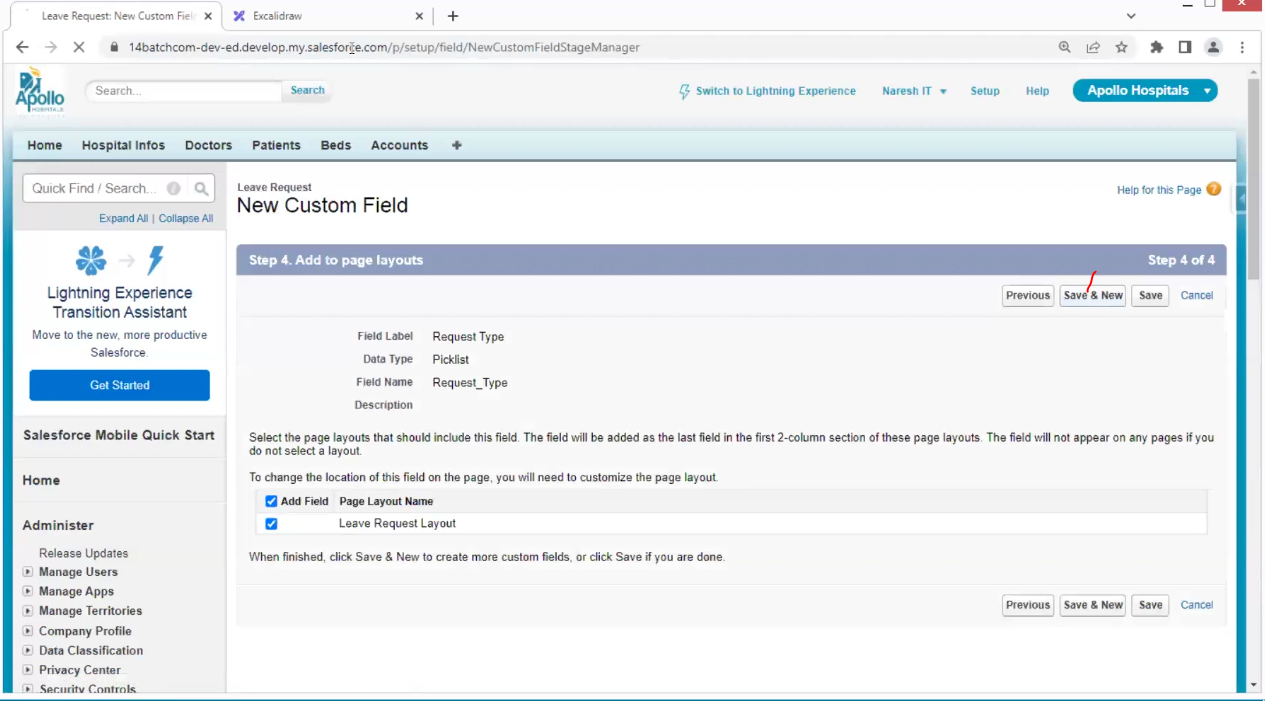 Leave Request: New Custom Fiel
Excalidraw
14batchcom-dev-ed.develop.my.salesforce.com/p/setup/field/NewCustomFieldStageManager
Apollo
HOSPITALS
Search...
Search
Switch to Lightning Experience
Naresh IT
Setup
Help
Apollo Hospitals
Home Hospital Infos Doctors Patients Beds Accounts
Quick Find / Search...
Expand All | Collapse All
Lightning Experience
Transition Assistant
Move to the new, more productive
Salesforce.
Get Started
Salesforce Mobile Quick Start
Home
Administer
Release Updates
Manage Users
Manage Apps
Manage Territories
Company Profile
Data Classification
Privacy Center
Security Controls
Leave Request
New Custom Field
Help for this Page
Step 4. Add to page layouts
Step 4 of 4
Previous Save & New Save Cancel
Field Label Request Type
Data Type Picklist
Field Name Request_Type
Description
Select the page layouts that should include this field. The field will be added as the last field in the first 2-column section of these page layouts. The field will not appear on any pages if you
do not select a layout.
To change the location of this field on the page, you will need to customize the page layout.
Add Field Page Layout Name
Leave Request Layout
When finished, click Save & New to create more custom fields, or click Save if you are done.
Previous Save & New Save Cancel